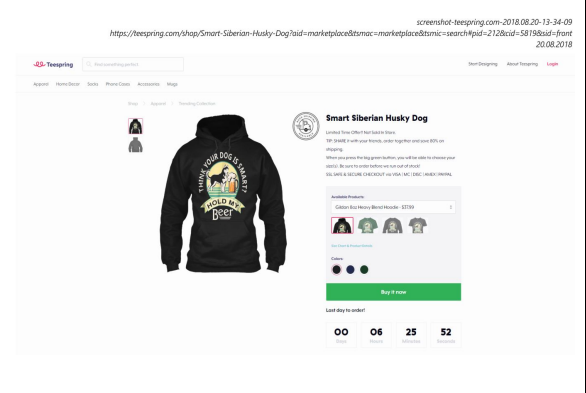 screenshot-teespring-com-2018.08.20-13-34-09
https://teespring.com/shop/Smart-Siberian-Husky-Dog?aid=marketplace&tsmac=marketplace&tsmic=search#pid=212&cid=5819&sid=front
20.08.2018
Teespring
Find something perfect
Start Designing About Teespring Login
Apparel Home Decor Socks Phone Cases Accessories Mugs
Shop Apparel Trending Collection
THINK YOUR DOG IS SMART?
HOLD MY
Beer
Smart Siberian Husky Dog
Limited Time Offer!! Not Sold In Store.
TIP: SHARE it with your friends, order together and save 80% on
shipping.
When you press the big green button, you will be able to choose your
size(s). Be sure to order before we run out of stock!
SSL SAFE & SECURE CHECKOUT via VISA | MC | DISC | AMEX | PAYPAL
Available Products:
Gildan 8oz Heavy Blend Hoodie - $37.99
Size Chart & Product Details
Colors
Buy it now
Last day to order!
00 06 25 52
Days Hours Minutes Seconds